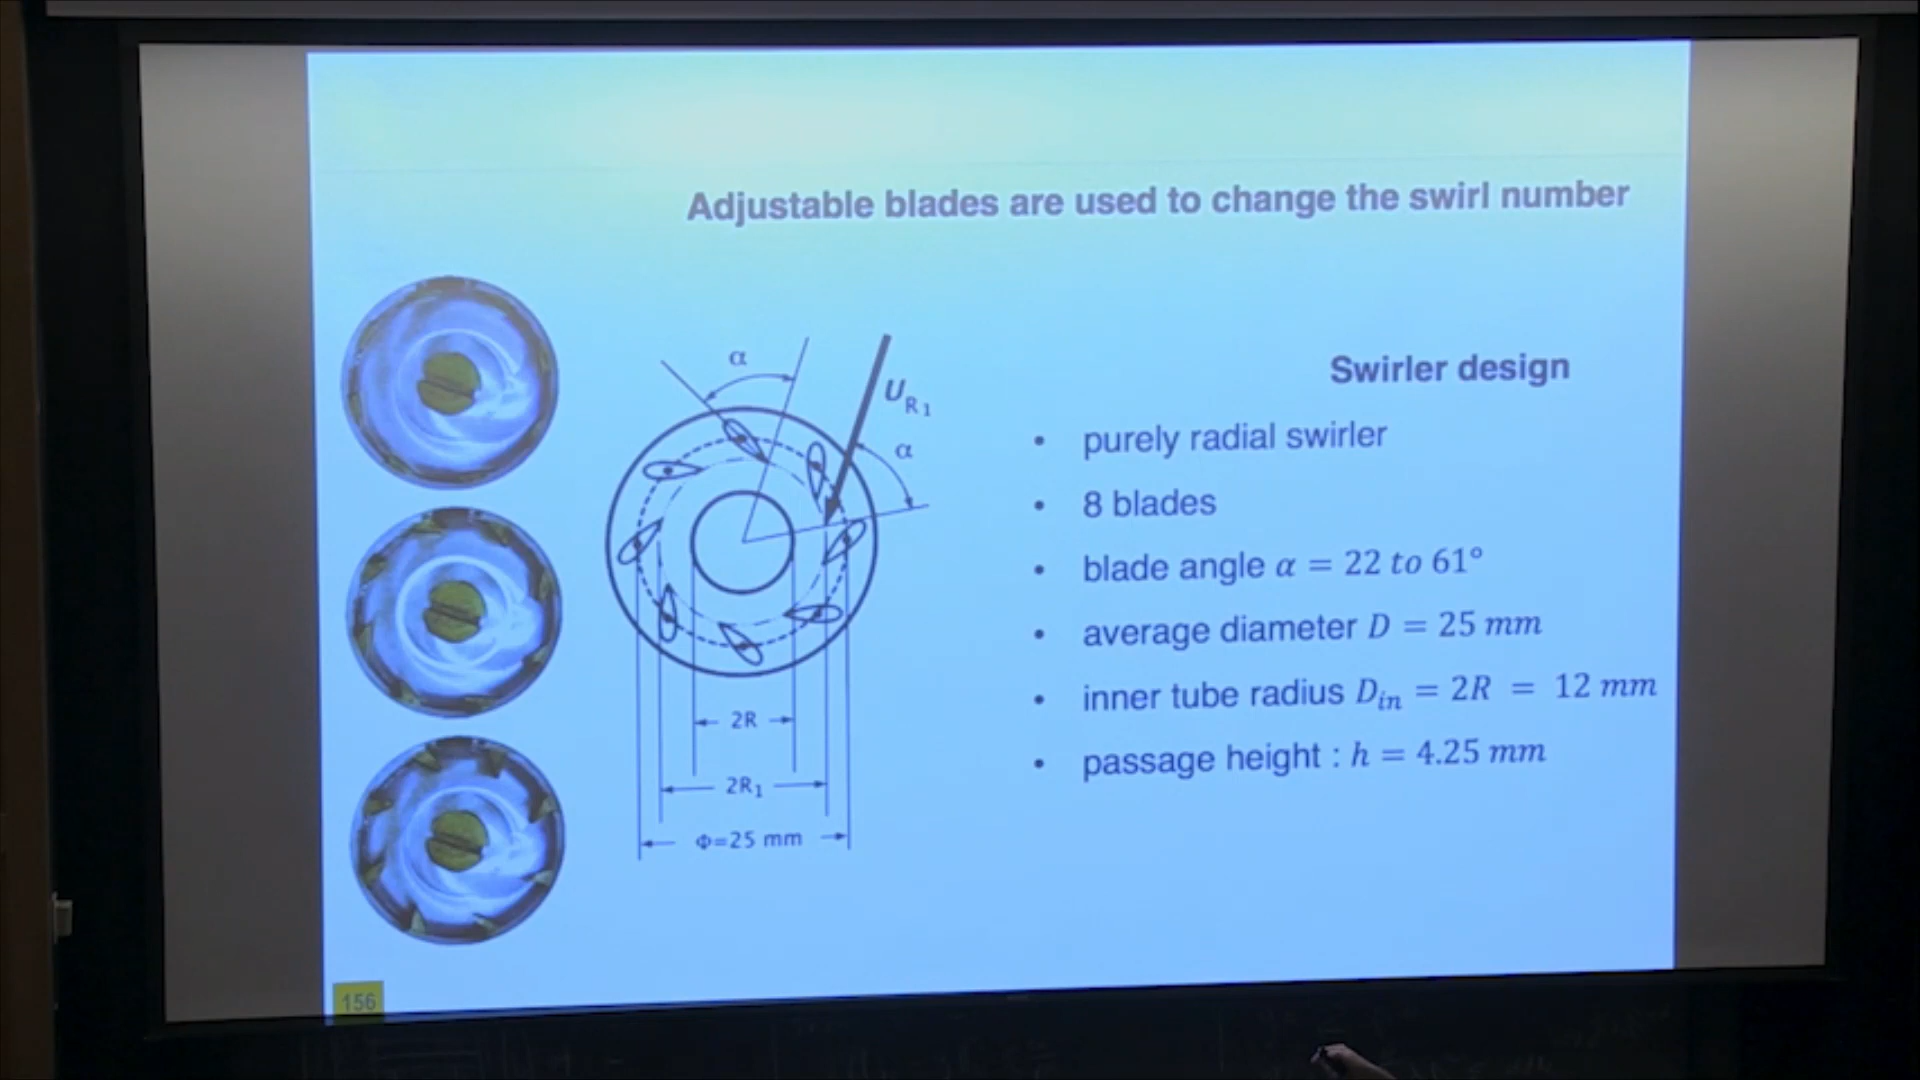 Adjustable blades are used to change the swirl number
α
U_R1
α
2R
2R₁
Φ=25 mm
Swirler design
• purely radial swirler
• 8 blades
• blade angle α = 22 to 61°
• average diameter D = 25 mm
• inner tube radius D_in = 2R = 12 mm
• passage height : h = 4.25 mm
156